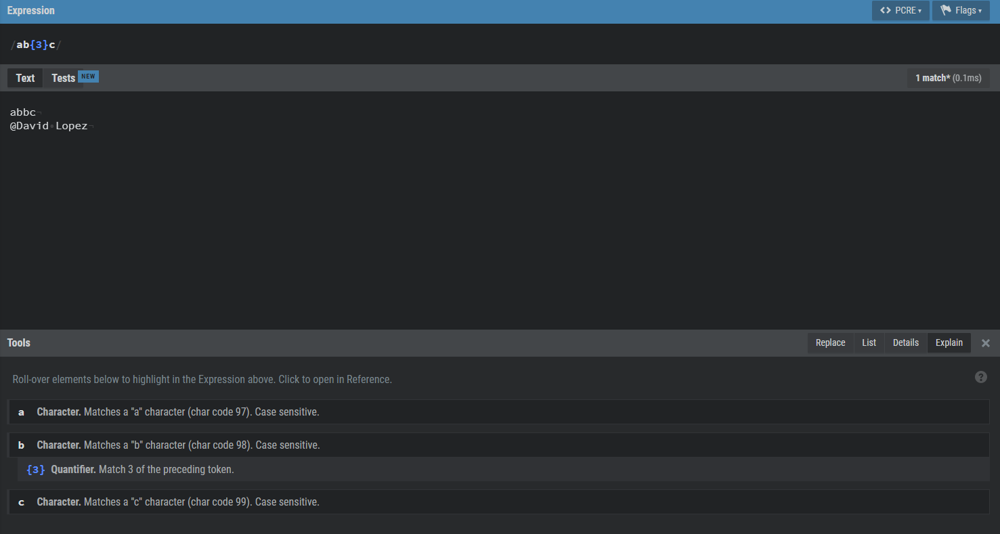 Expression
<> PCRE ▾ Flags ▾
/ab{3}c/
Text Tests NEW
1 match* (0.1ms)
abbc¬
@David•Lopez¬
Tools
Replace List Details Explain ×
Roll-over elements below to highlight in the Expression above. Click to open in Reference.
?
a Character. Matches a "a" character (char code 97). Case sensitive.
b Character. Matches a "b" character (char code 98). Case sensitive.
{3} Quantifier. Match 3 of the preceding token.
c Character. Matches a "c" character (char code 99). Case sensitive.